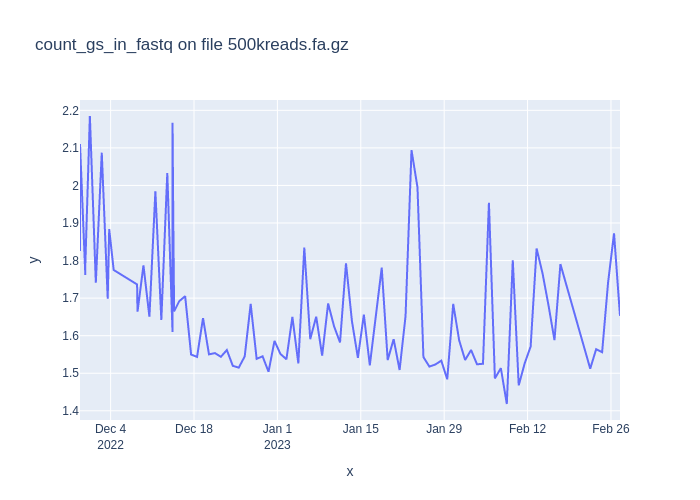 count_gs_in_fastq on file 500kreads.fa.gz
2.2
2.1
2
1.9
1.8
1.7
1.6
1.5
1.4
y
Dec 4
2022
Dec 18
Jan 1
2023
Jan 15
Jan 29
Feb 12
Feb 26
x